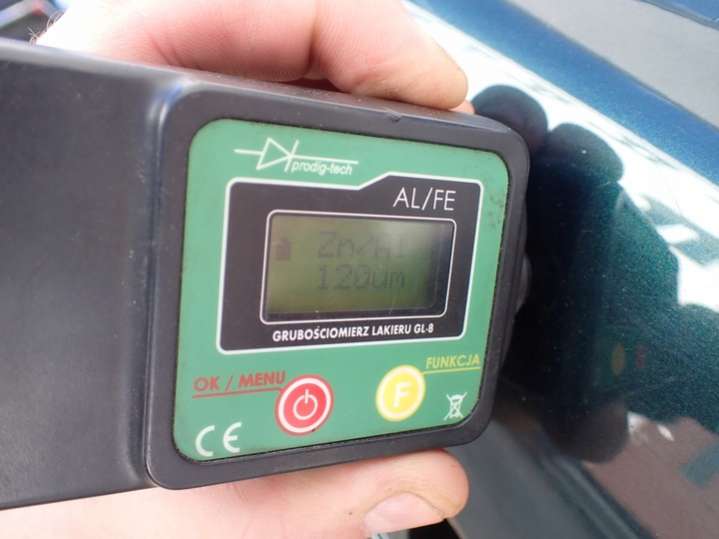 prodig-tech
AL/FE
Zn/Al
120um
GRUBOŚCIOMIERZ LAKIERU GL-8
FUNKCJA
OK / MENU
F
CE